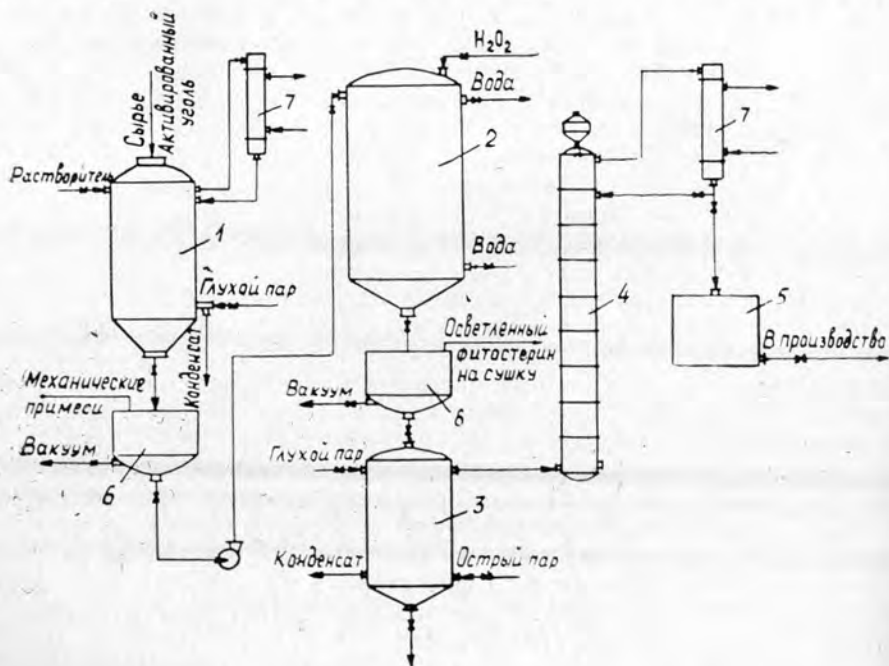 Сырье
Активированный
уголь
7
Растворитель
1
Глухой пар
Конденсат
Механические
примеси
Вакуум
6
H₂O₂
Вода
2
Вода
Осветлённый
фитостерин
на сушку
Вакуум
6
Глухой пар
3
Конденсат
Острый пар
4
7
5
В производство